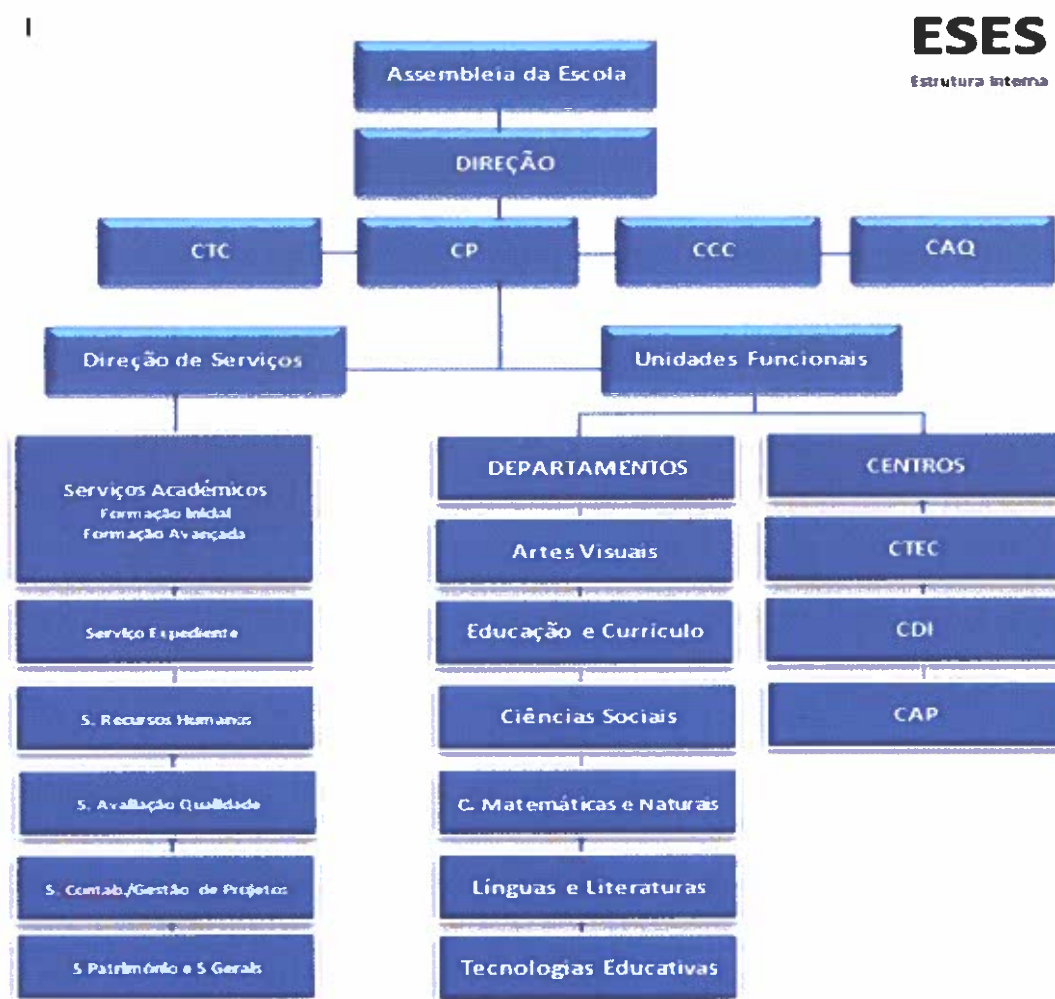 ESES
Estrutura Interna
Assembleia da Escola
DIREÇÃO
CTC
CP
CCC
CAQ
Direção de Serviços
Unidades Funcionais
Serviços Académicos
Formação Inicial
Formação Avançada
Serviço Expediente
S. Recursos Humanos
S. Avaliação Qualidade
S. Contab./Gestão de Projetos
S Património e S Gerais
DEPARTAMENTOS
Artes Visuais
Educação e Currículo
Ciências Sociais
C. Matemáticas e Naturais
Línguas e Literaturas
Tecnologias Educativas
CENTROS
CTEC
CDI
CAP